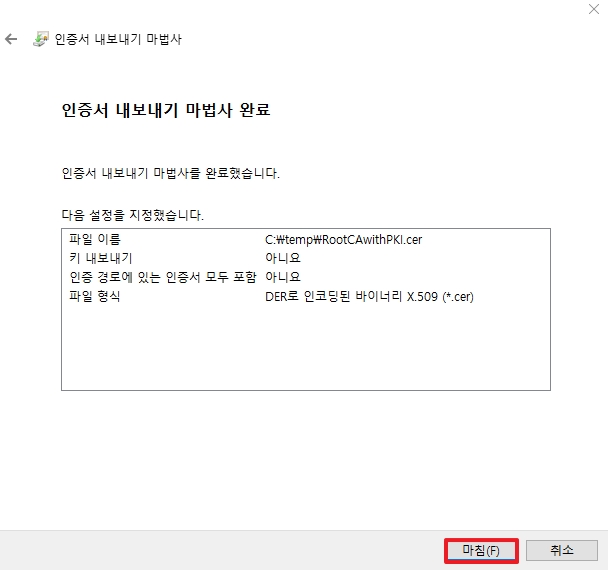 인증서 내보내기 마법사
인증서 내보내기 마법사 완료
인증서 내보내기 마법사를 완료했습니다.
다음 설정을 지정했습니다.
파일 이름 C:₩temp₩RootCAwithPKI.cer
키 내보내기 아니요
인증 경로에 있는 인증서 모두 포함 아니요
파일 형식 DER로 인코딩된 바이너리 X.509 (*.cer)
마침(F) 취소